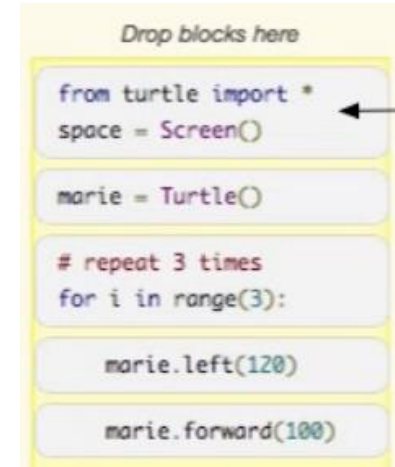 Drop blocks here
from turtle import *
space = Screen()
marie = Turtle()
# repeat 3 times
for i in range(3):
    marie.left(120)
    marie.forward(100)